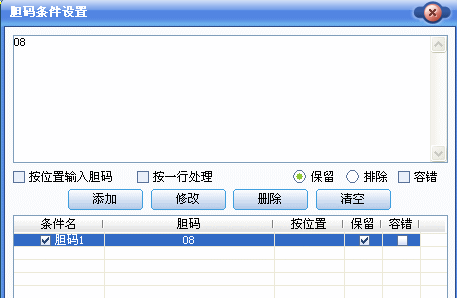 胆码条件设置
08
按位置输入胆码 按一行处理 保留 排除 容错
添加 修改 删除 清空
条件名 胆码 按位置 保留 容错
胆码1 08